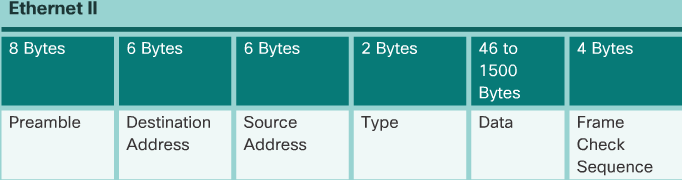 Ethernet II
8 Bytes
6 Bytes
6 Bytes
2 Bytes
46 to
1500
Bytes
4 Bytes
Preamble
Destination
Address
Source
Address
Type
Data
Frame
Check
Sequence